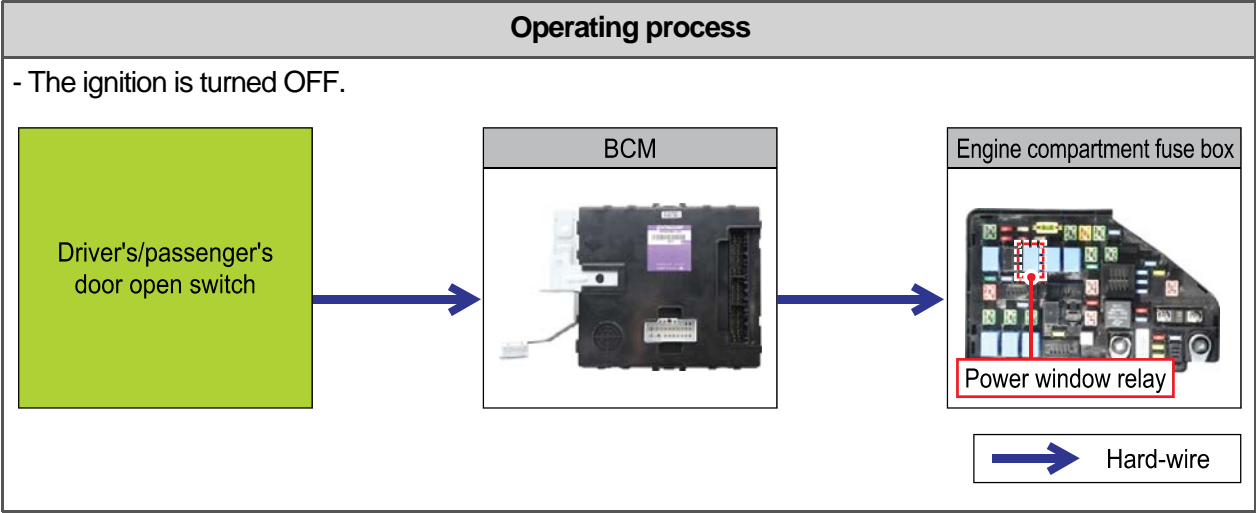 Operating process
- The ignition is turned OFF.
Driver's/passenger's
door open switch
BCM
Engine compartment fuse box
Power window relay
Hard-wire